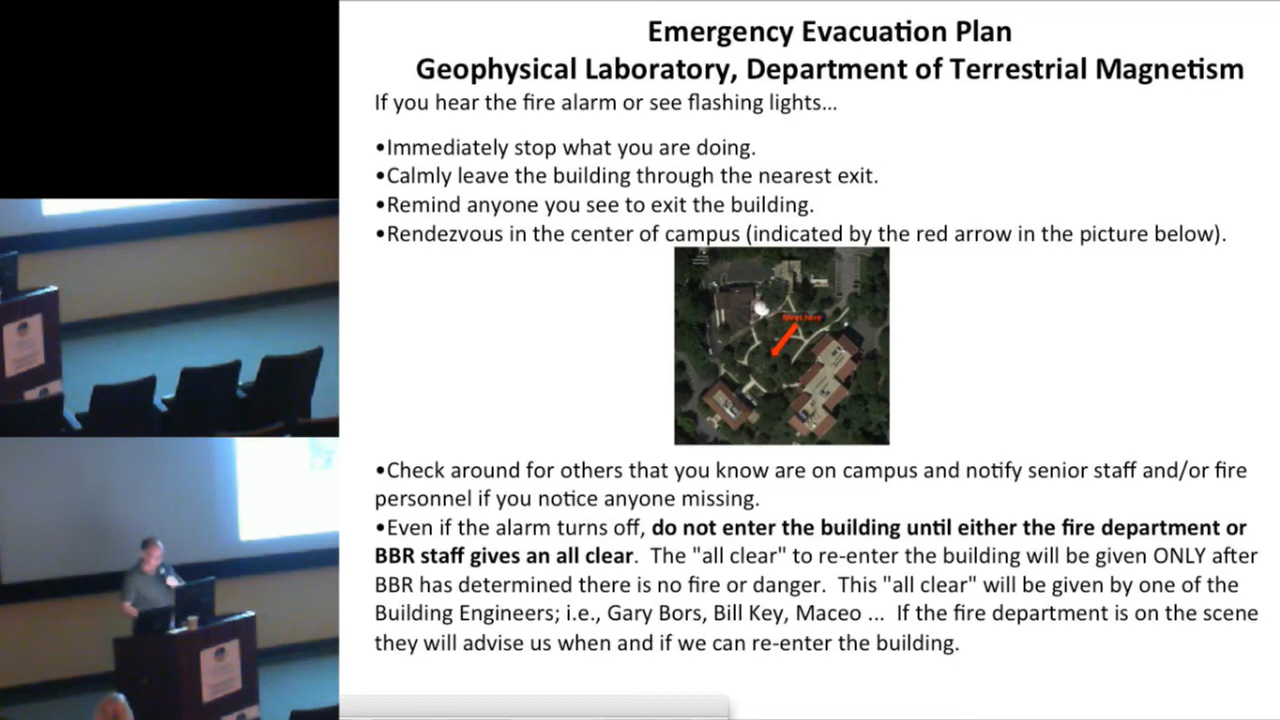 Emergency Evacuation Plan
Geophysical Laboratory, Department of Terrestrial Magnetism
If you hear the fire alarm or see flashing lights…
•Immediately stop what you are doing.
•Calmly leave the building through the nearest exit.
•Remind anyone you see to exit the building.
•Rendezvous in the center of campus (indicated by the red arrow in the picture below).
Meet here
•Check around for others that you know are on campus and notify senior staff and/or fire
personnel if you notice anyone missing.
•Even if the alarm turns off, do not enter the building until either the fire department or
BBR staff gives an all clear. The "all clear" to re-enter the building will be given ONLY after
BBR has determined there is no fire or danger. This "all clear" will be given by one of the
Building Engineers; i.e., Gary Bors, Bill Key, Maceo ... If the fire department is on the scene
they will advise us when and if we can re-enter the building.